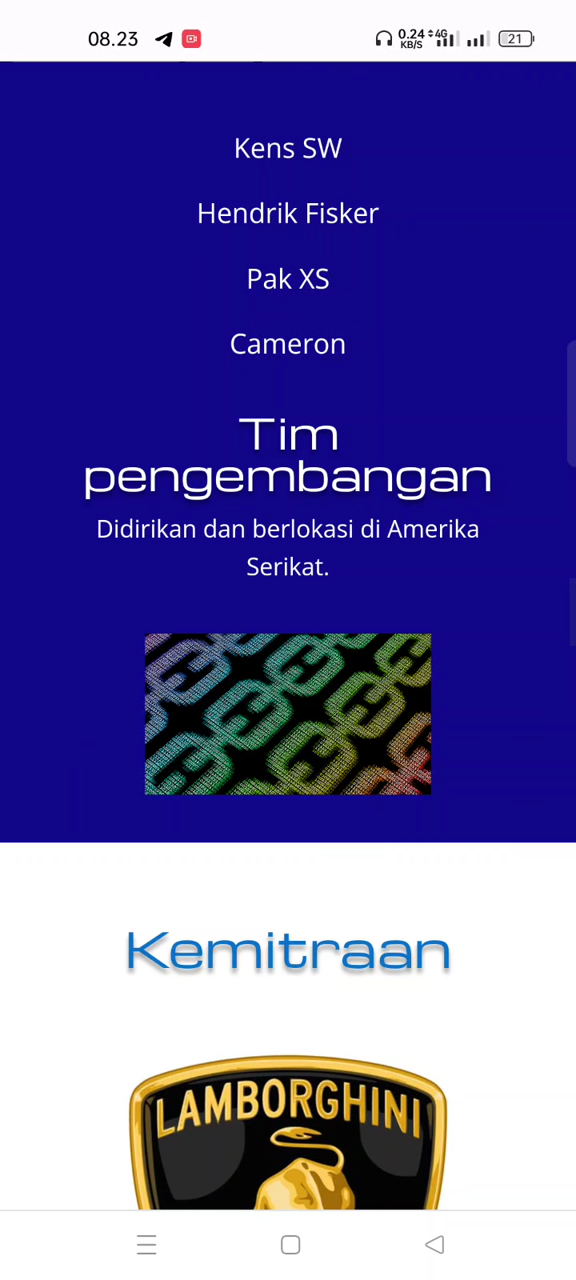 08.23
0.24 KB/S
4G
21
Kens SW
Hendrik Fisker
Pak XS
Cameron
Tim
pengembangan
Didirikan dan berlokasi di Amerika
Serikat.
Kemitraan
LAMBORGHINI